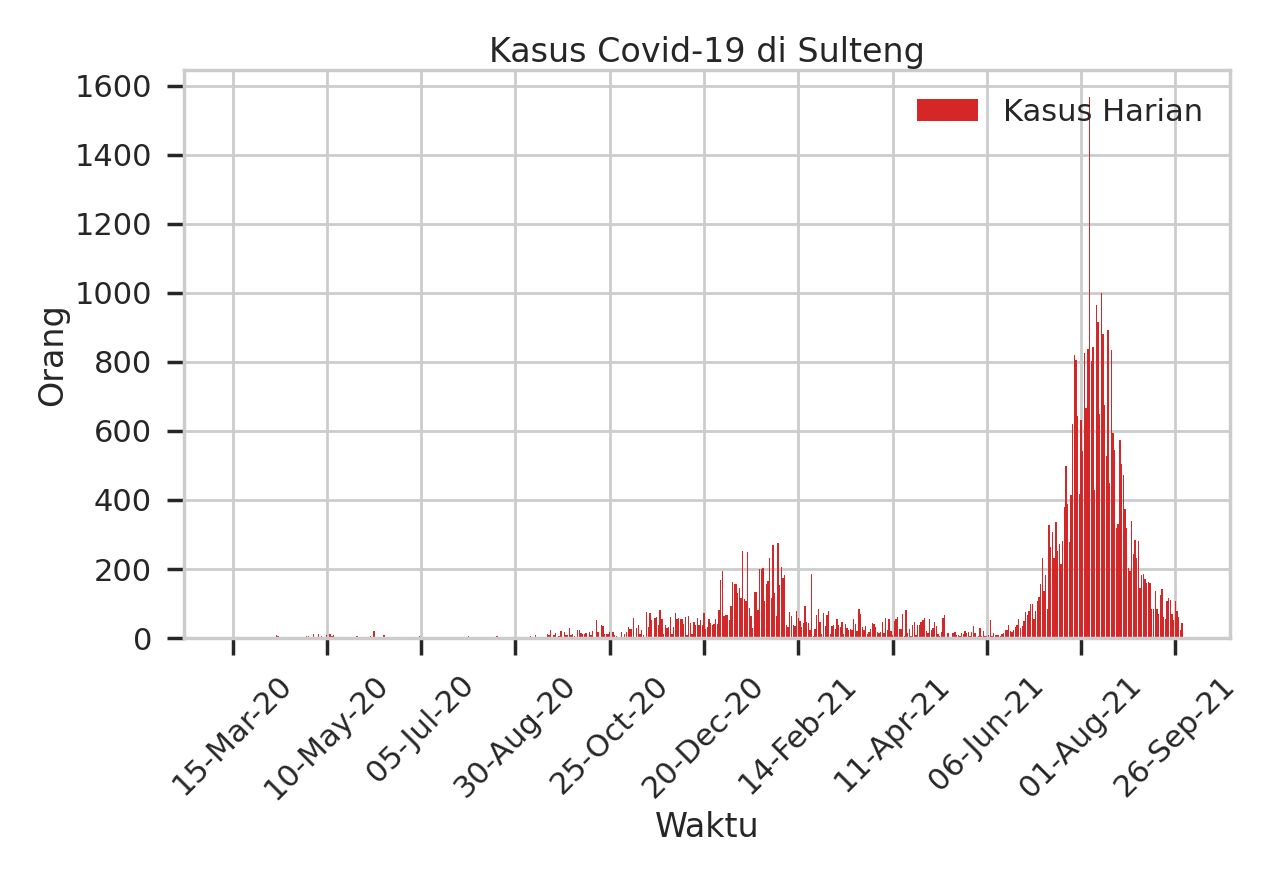 Kasus Covid-19 di Sulteng
Kasus Harian
Orang
1600
1400
1200
1000
800
600
400
200
0
15-Mar-20
10-May-20
05-Jul-20
30-Aug-20
25-Oct-20
20-Dec-20
14-Feb-21
11-Apr-21
06-Jun-21
01-Aug-21
26-Sep-21
Waktu